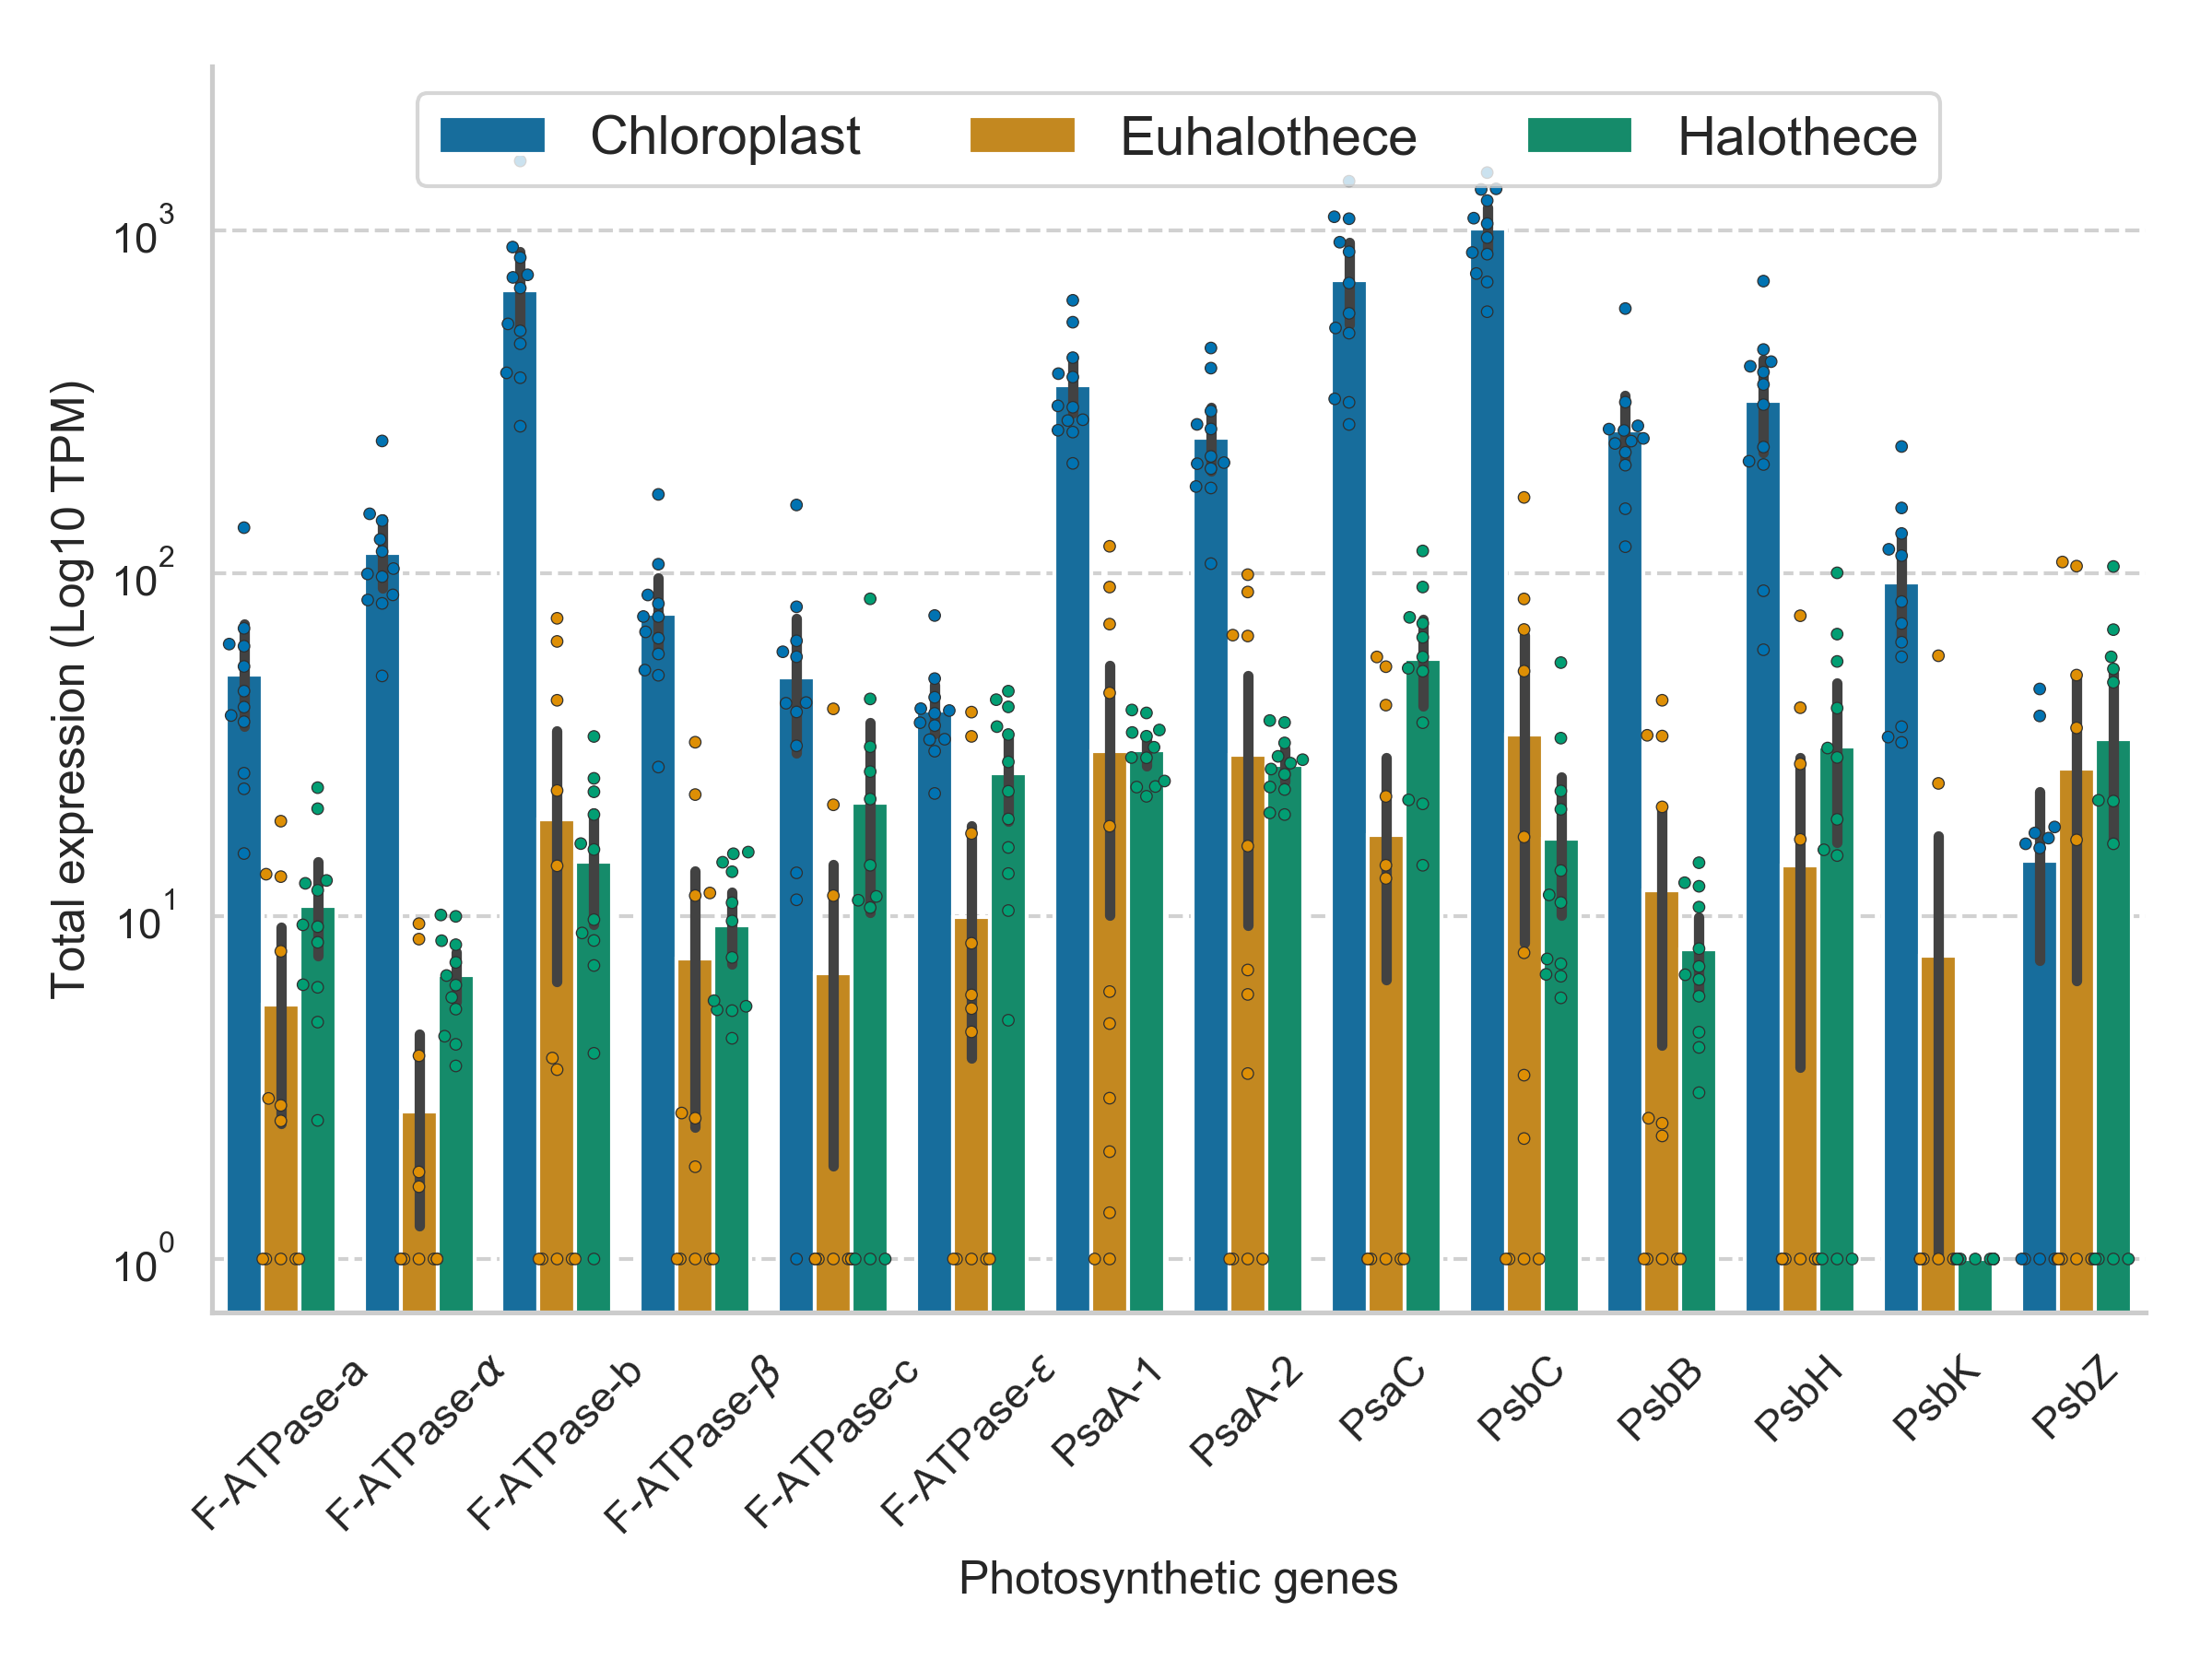 Chloroplast Euhalothece Halothece
Total expression (Log10 TPM)
10^3
10^2
10^1
10^0
F-ATPase-a
F-ATPase-α
F-ATPase-b
F-ATPase-β
F-ATPase-c
F-ATPase-ε
PsaA-1
PsaA-2
PsaC
PsbC
PsbB
PsbH
PsbK
PsbZ
Photosynthetic genes